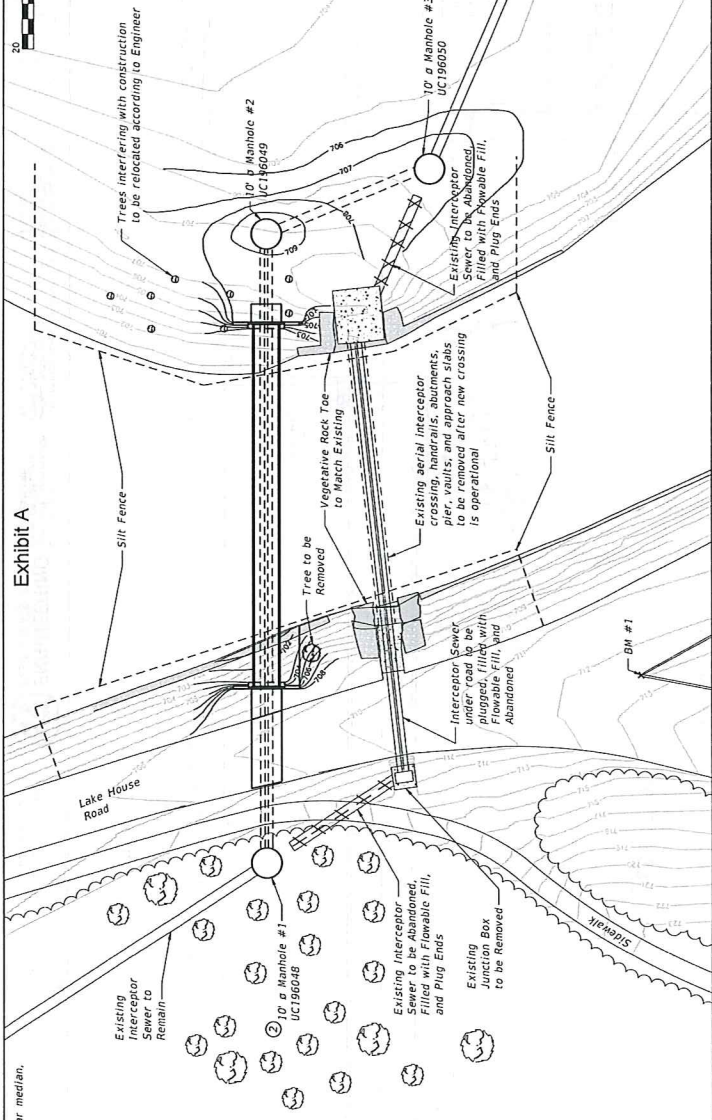 Exhibit A
20
Trees interfering with construction
to be relocated according to Engineer
10' ø Manhole #2
UC196049
10' ø Manhole #3
UC196050
706
707
708
709
Silt Fence
Existing Interceptor
Sewer to be Abandoned,
Filled with Flowable Fill,
and Plug Ends
Vegetative Rock Toe
to Match Existing
Existing aerial interceptor
crossing, handrails, abutments,
pier, vaults, and approach slabs
to be removed after new crossing
is operational
Silt Fence
Tree to be
Removed
Interceptor Sewer
under road to be
plugged, filled with
Flowable Fill, and
Abandoned
BM #1
Lake House
Road
Existing
Interceptor
Sewer to
Remain
2
10' ø Manhole #1
UC196048
Existing Interceptor
Sewer to be Abandoned,
Filled with Flowable Fill,
and Plug Ends
Existing
Junction Box
to be Removed
Sidewalk
ar median,